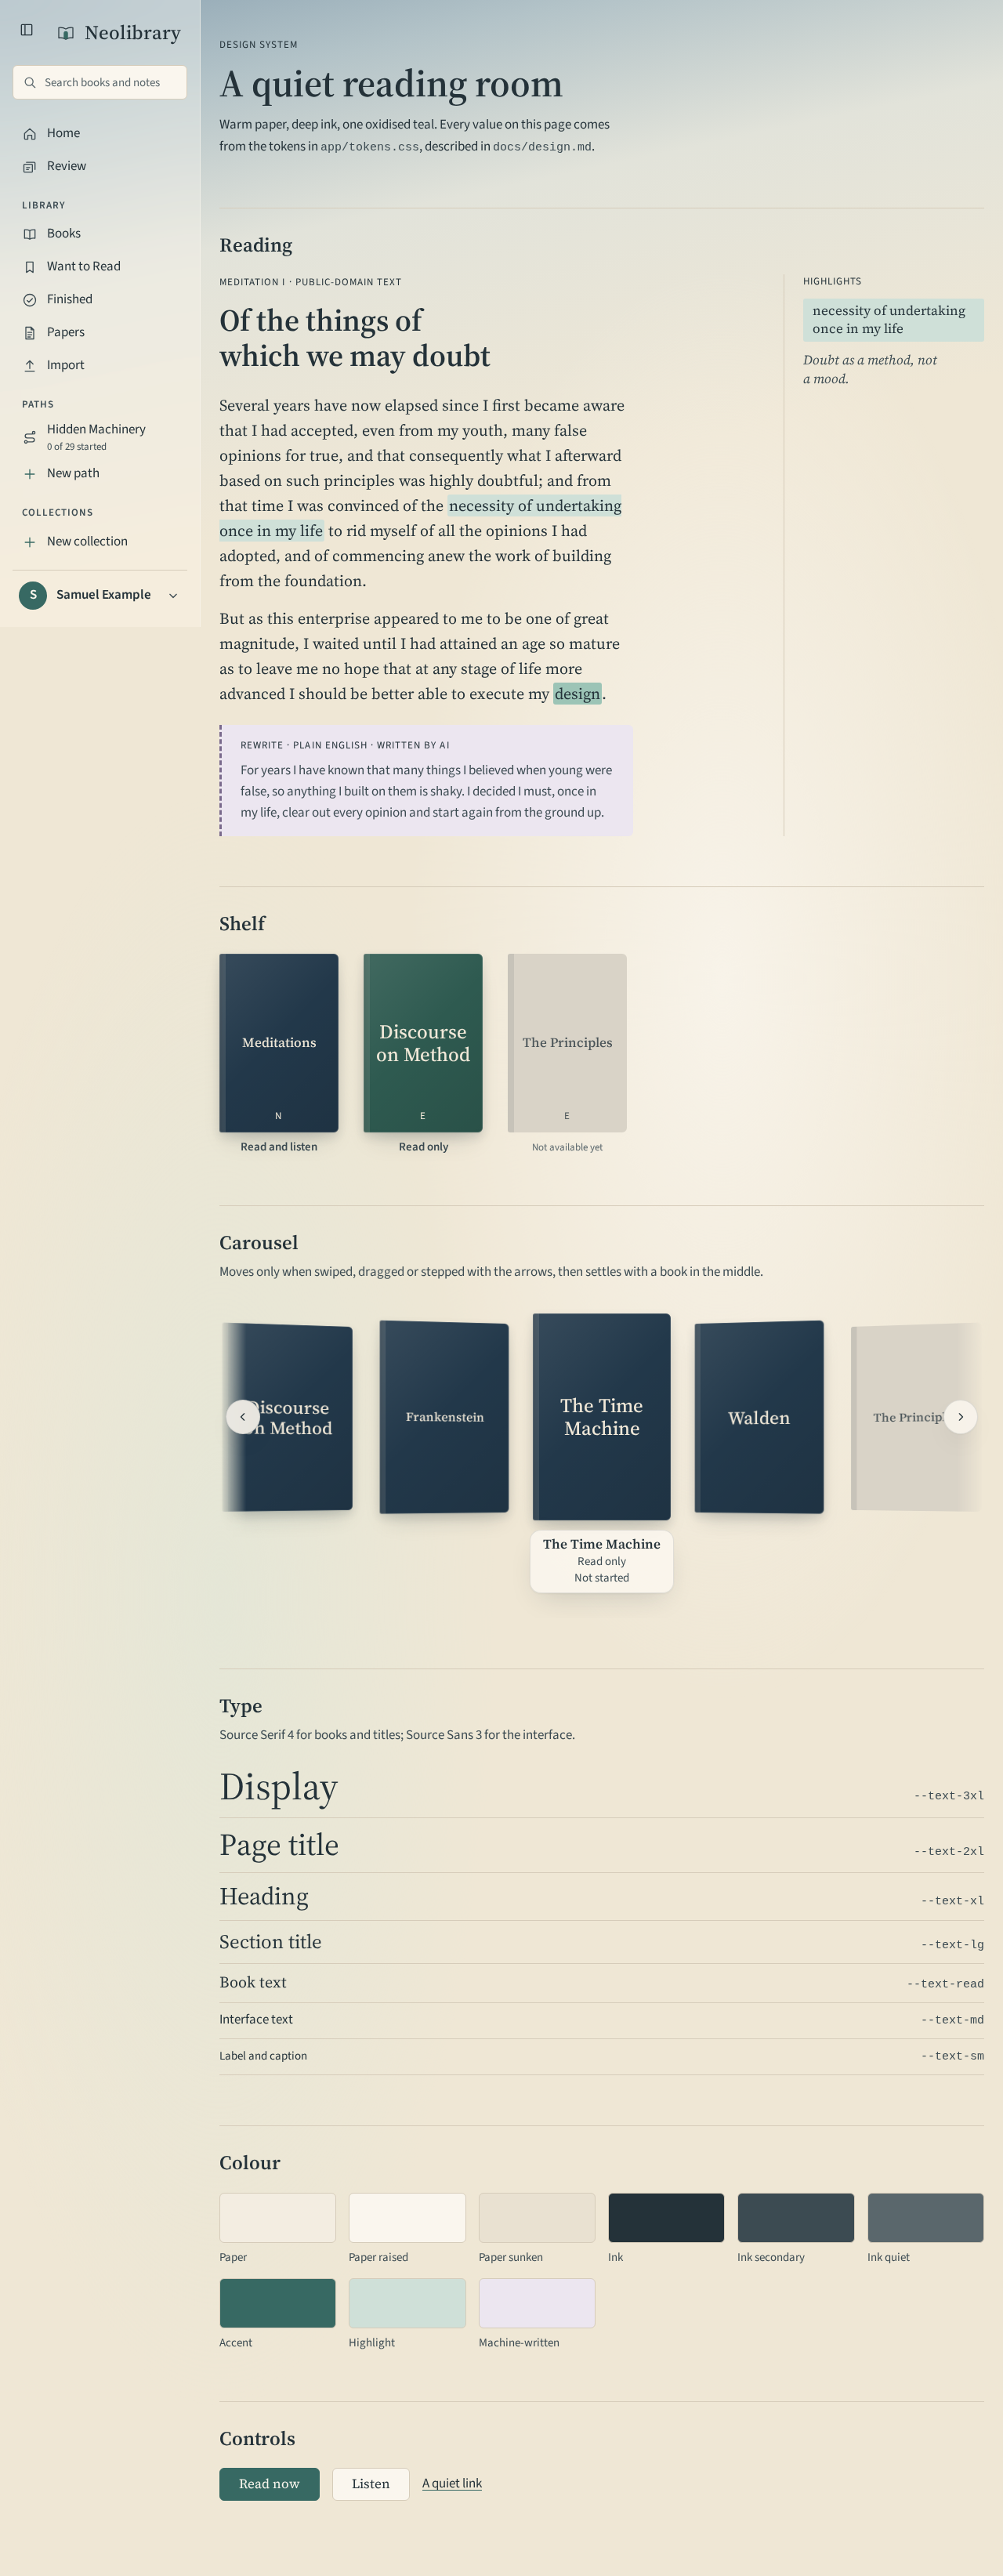 Neolibrary
Search books and notes
Home
Review
LIBRARY
Books
Want to Read
Finished
Papers
Import
PATHS
Hidden Machinery
0 of 29 started
New path
COLLECTIONS
New collection
S
Samuel Example
DESIGN SYSTEM
A quiet reading room
Warm paper, deep ink, one oxidised teal. Every value on this page comes
from the tokens in app/tokens.css, described in docs/design.md.
Reading
MEDITATION I · PUBLIC-DOMAIN TEXT
Of the things of
which we may doubt
Several years have now elapsed since I first became aware
that I had accepted, even from my youth, many false
opinions for true, and that consequently what I afterward
based on such principles was highly doubtful; and from
that time I was convinced of the necessity of undertaking
once in my life to rid myself of all the opinions I had
adopted, and of commencing anew the work of building
from the foundation.
But as this enterprise appeared to me to be one of great
magnitude, I waited until I had attained an age so mature
as to leave me no hope that at any stage of life more
advanced I should be better able to execute my design.
REWRITE · PLAIN ENGLISH · WRITTEN BY AI
For years I have known that many things I believed when young were
false, so anything I built on them is shaky. I decided I must, once in
my life, clear out every opinion and start again from the ground up.
HIGHLIGHTS
necessity of undertaking
once in my life
Doubt as a method, not
a mood.
Shelf
Meditations
N
Read and listen
Discourse
on Method
E
Read only
The Principles
E
Not available yet
Carousel
Moves only when swiped, dragged or stepped with the arrows, then settles with a book in the middle.
Discourse
on Method
Frankenstein
The Time
Machine
Walden
The Princip
The Time Machine
Read only
Not started
Type
Source Serif 4 for books and titles; Source Sans 3 for the interface.
Display
--text-3xl
Page title
--text-2xl
Heading
--text-xl
Section title
--text-lg
Book text
--text-read
Interface text
--text-md
Label and caption
--text-sm
Colour
Paper
Paper raised
Paper sunken
Ink
Ink secondary
Ink quiet
Accent
Highlight
Machine-written
Controls
Read now
Listen
A quiet link